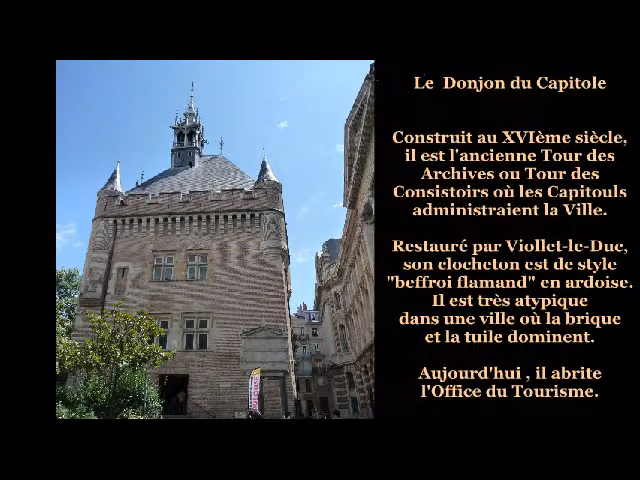 Le Donjon du Capitole
Construit au XVIème siècle,
il est l'ancienne Tour des
Archives ou Tour des
Consistoirs où les Capitouls
administraient la Ville.
Restauré par Viollet-le-Duc,
son clocheton est de style
"beffroi flamand" en ardoise.
Il est très atypique
dans une ville où la brique
et la tuile dominent.
Aujourd'hui , il abrite
l'Office du Tourisme.